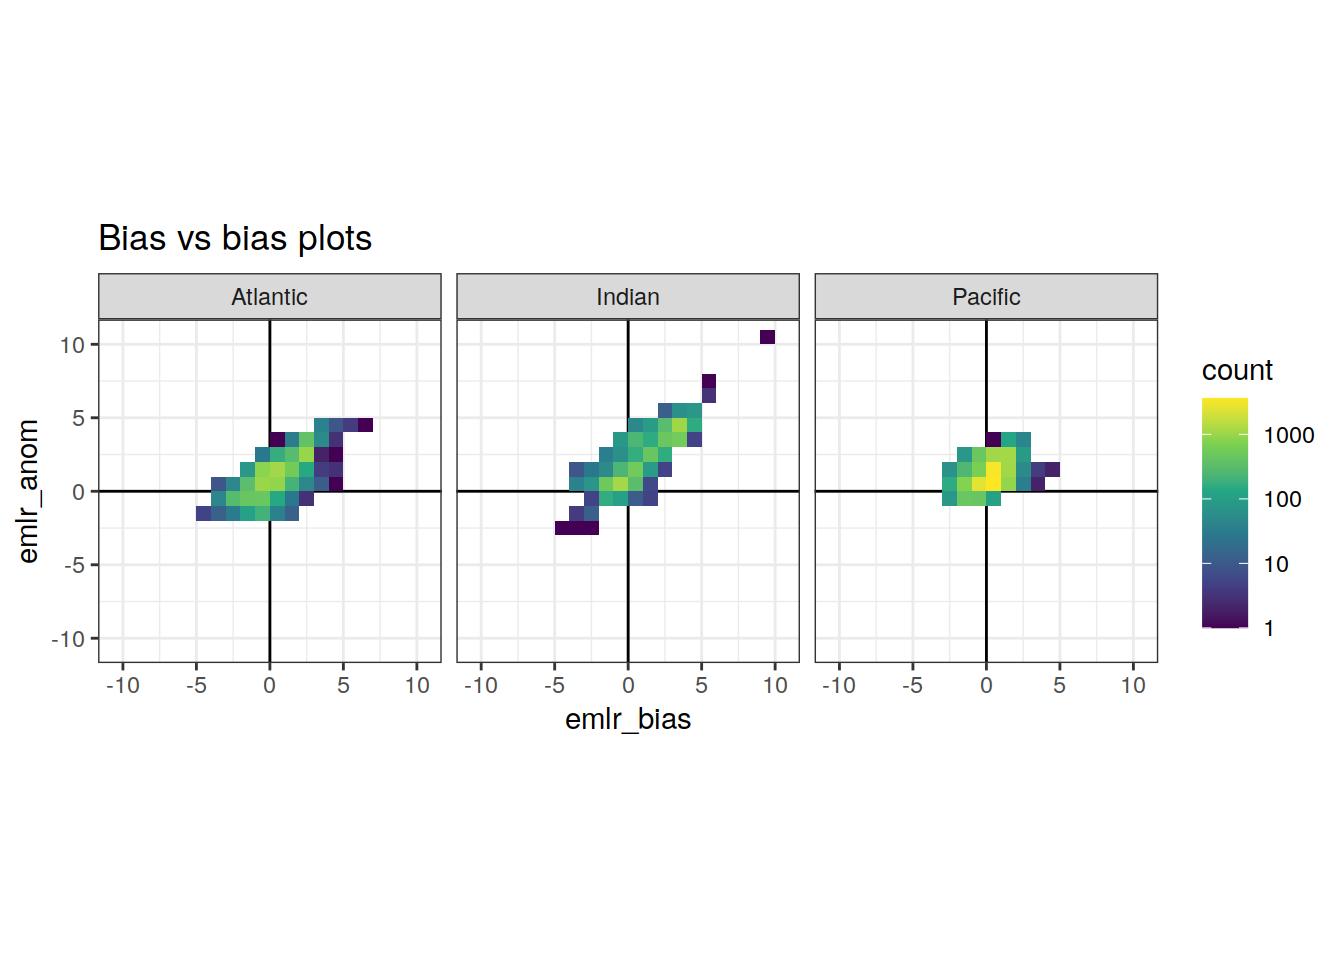 Bias vs bias plots
Atlantic Indian Pacific
emlr_anom
10
5
0
-5
-10
-10 -5 0 5 10 -10 -5 0 5 10 -10 -5 0 5 10
emlr_bias
count
1000
100
10
1